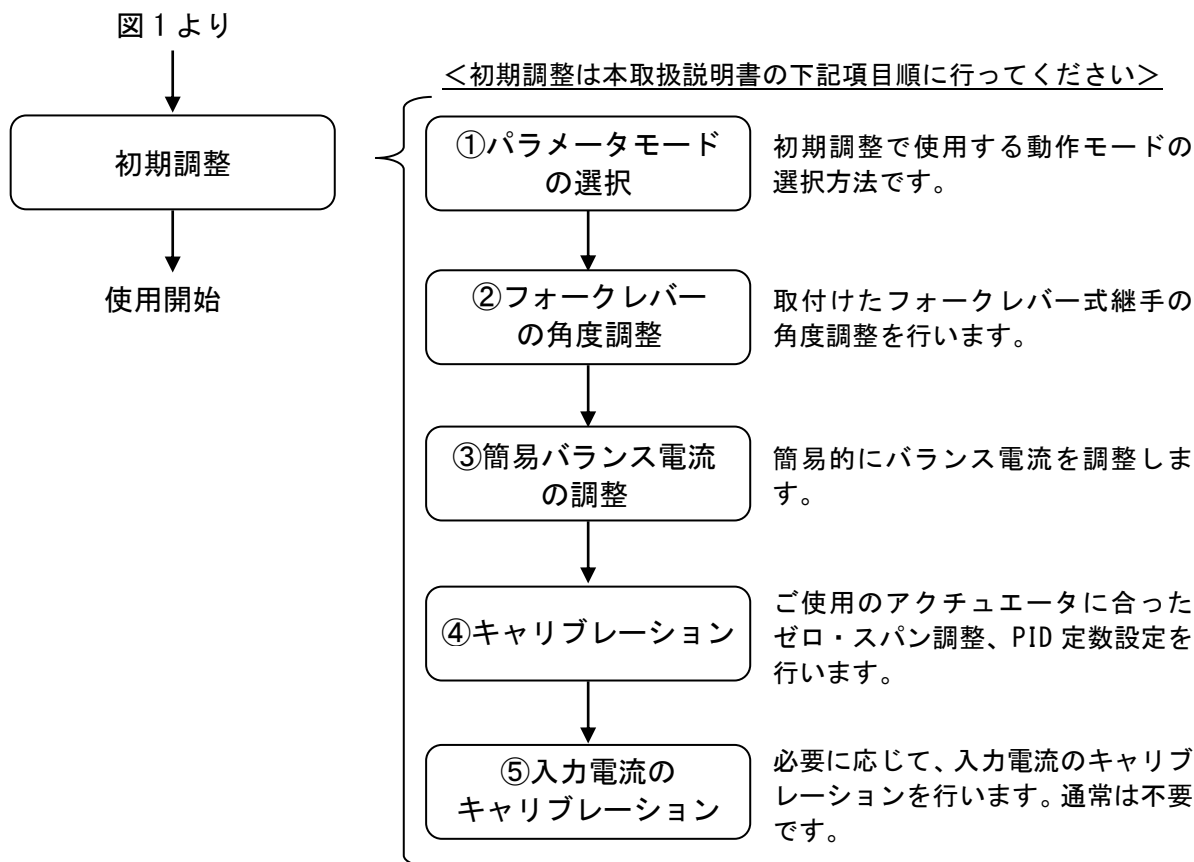 図1より
初期調整
使用開始
＜初期調整は本取扱説明書の下記項目順に行ってください＞
①パラメータモード
の選択
初期調整で使用する動作モードの
選択方法です。
②フォークレバー
の角度調整
取付けたフォークレバー式継手の
角度調整を行います。
③簡易バランス電流
の調整
簡易的にバランス電流を調整しま
す。
④キャリブレーション
ご使用のアクチュエータに合った
ゼロ・スパン調整、PID 定数設定を
行います。
⑤入力電流の
キャリブレーション
必要に応じて、入力電流のキャリブ
レーションを行います。通常は不要
です。